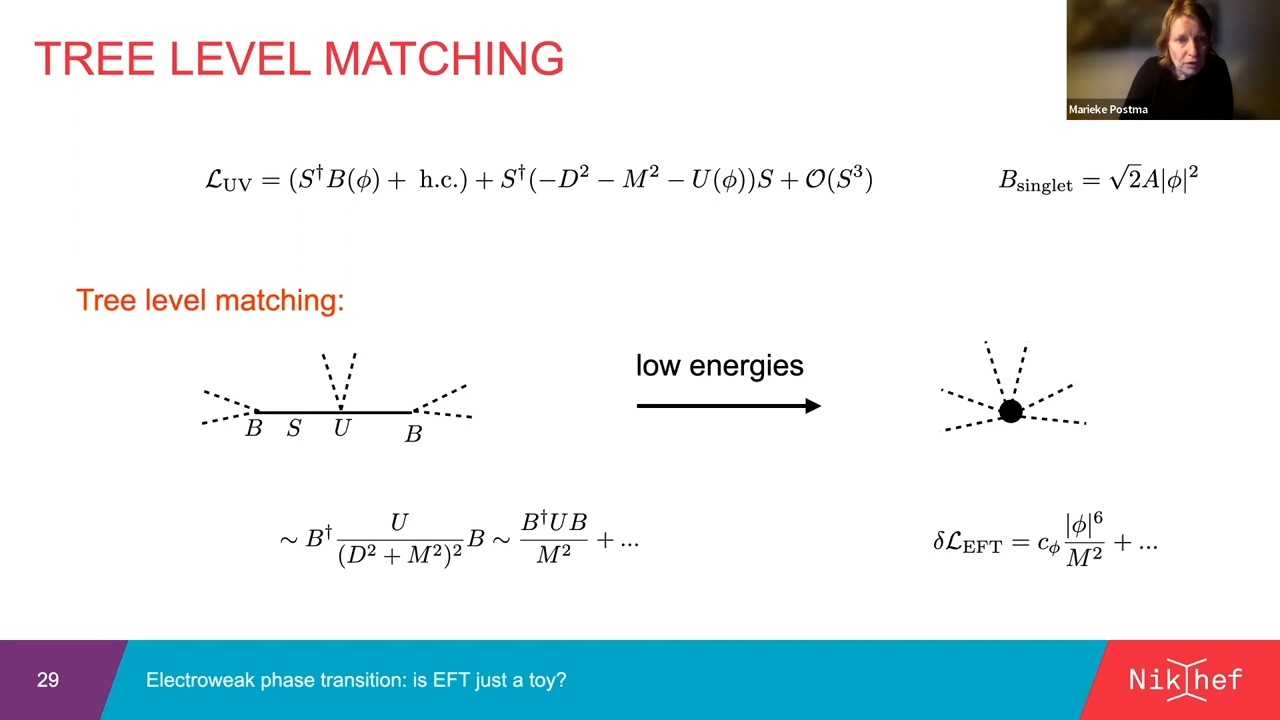 TREE LEVEL MATCHING
Marieke Postma
ℒ_UV = (S†B(ϕ) + h.c.) + S†(−D² − M² − U(ϕ))S + 𝒪(S³)
B_singlet = √2A|ϕ|²
Tree level matching:
low energies
B S U B
∼ B† U/(D² + M²)² B ∼ B†UB/M² + ...
δℒ_EFT = c_ϕ |ϕ|⁶/M² + ...
29
Electroweak phase transition: is EFT just a toy?
Nikhef